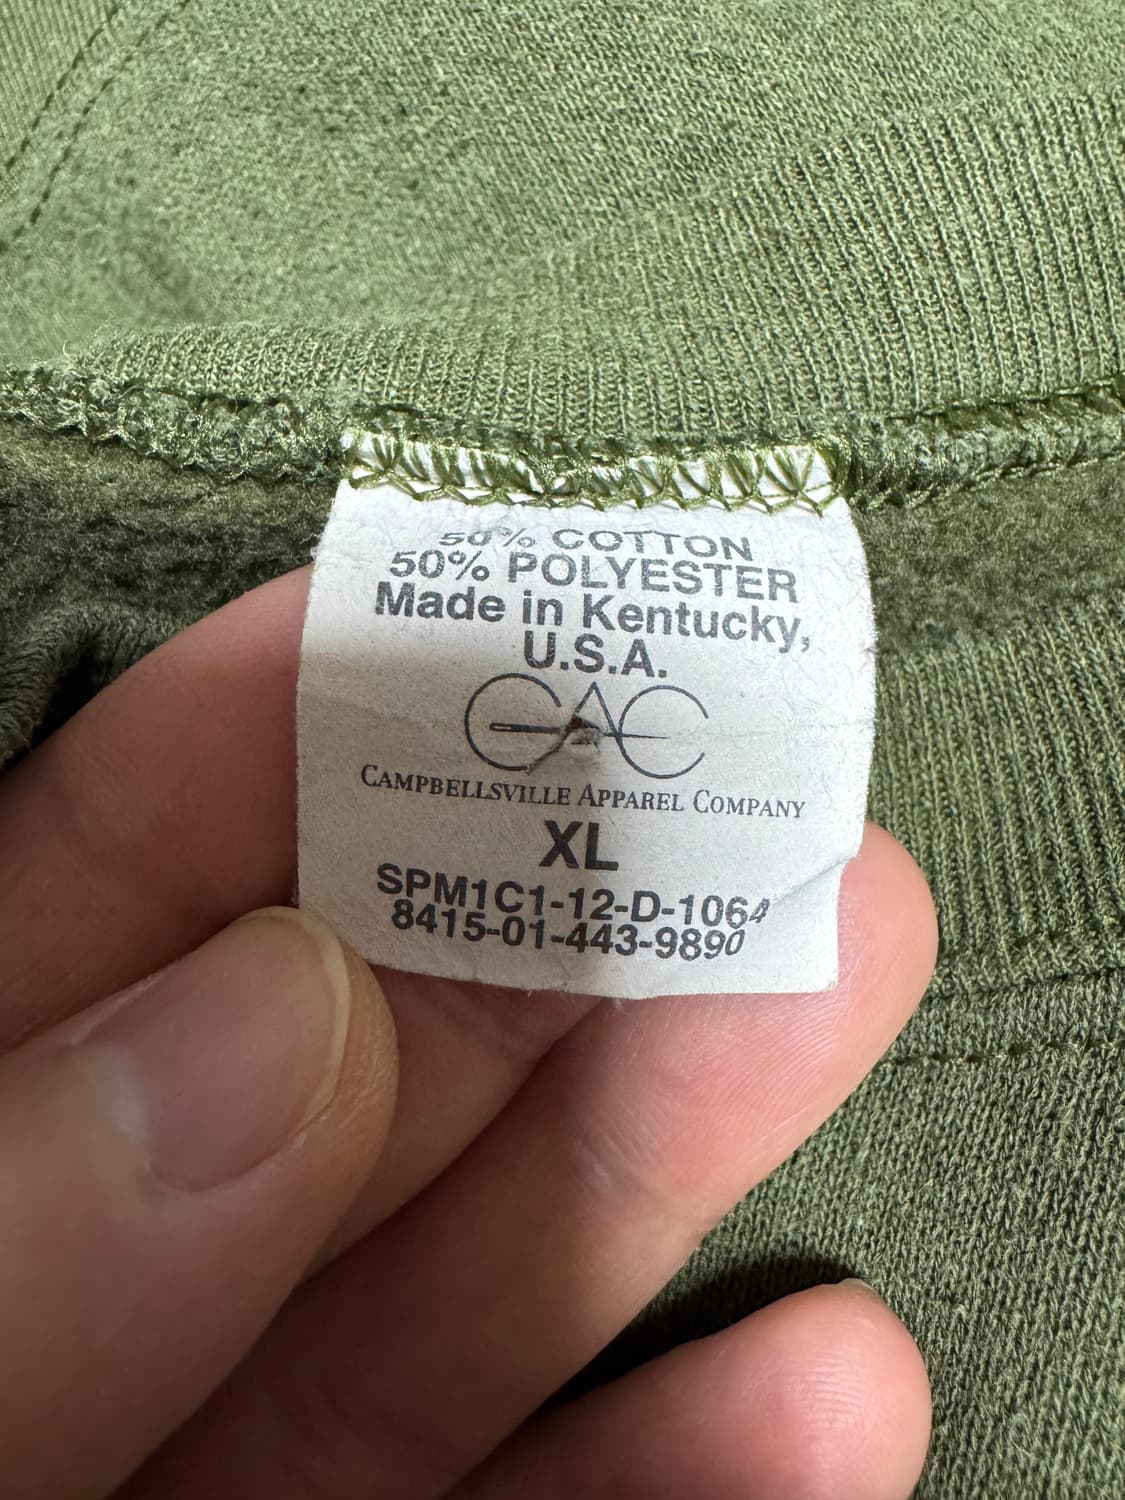 50% COTTON
50% POLYESTER
Made in Kentucky,
U.S.A.
CAC
CAMPBELLSVILLE APPAREL COMPANY
XL
SPM1C1-12-D-1064
8415-01-443-9890